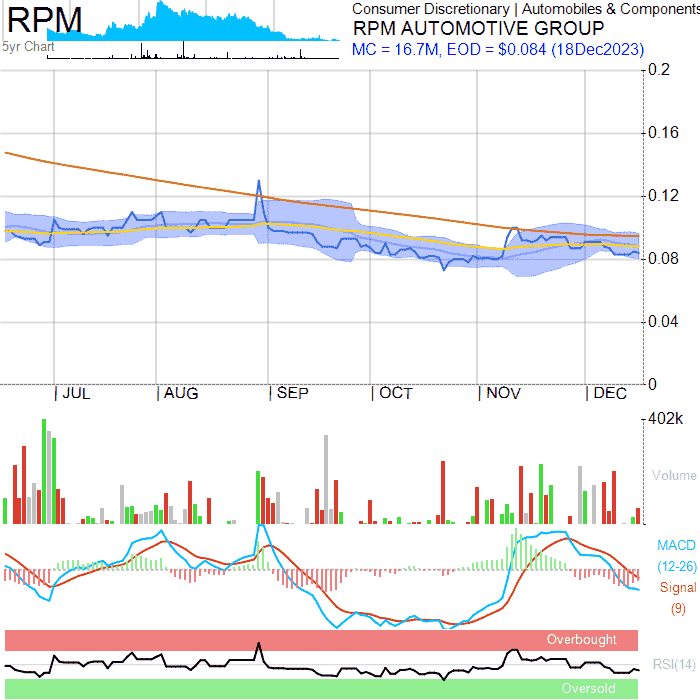 RPM
5yr Chart
Consumer Discretionary | Automobiles & Components
RPM AUTOMOTIVE GROUP
MC = 16.7M, EOD = $0.084 (18Dec2023)
0.2
0.16
0.12
0.08
0.04
0
| JUL | AUG | SEP | OCT | NOV | DEC
402k
Volume
MACD
(12-26)
Signal
(9)
Overbought
RSI(14)
Oversold